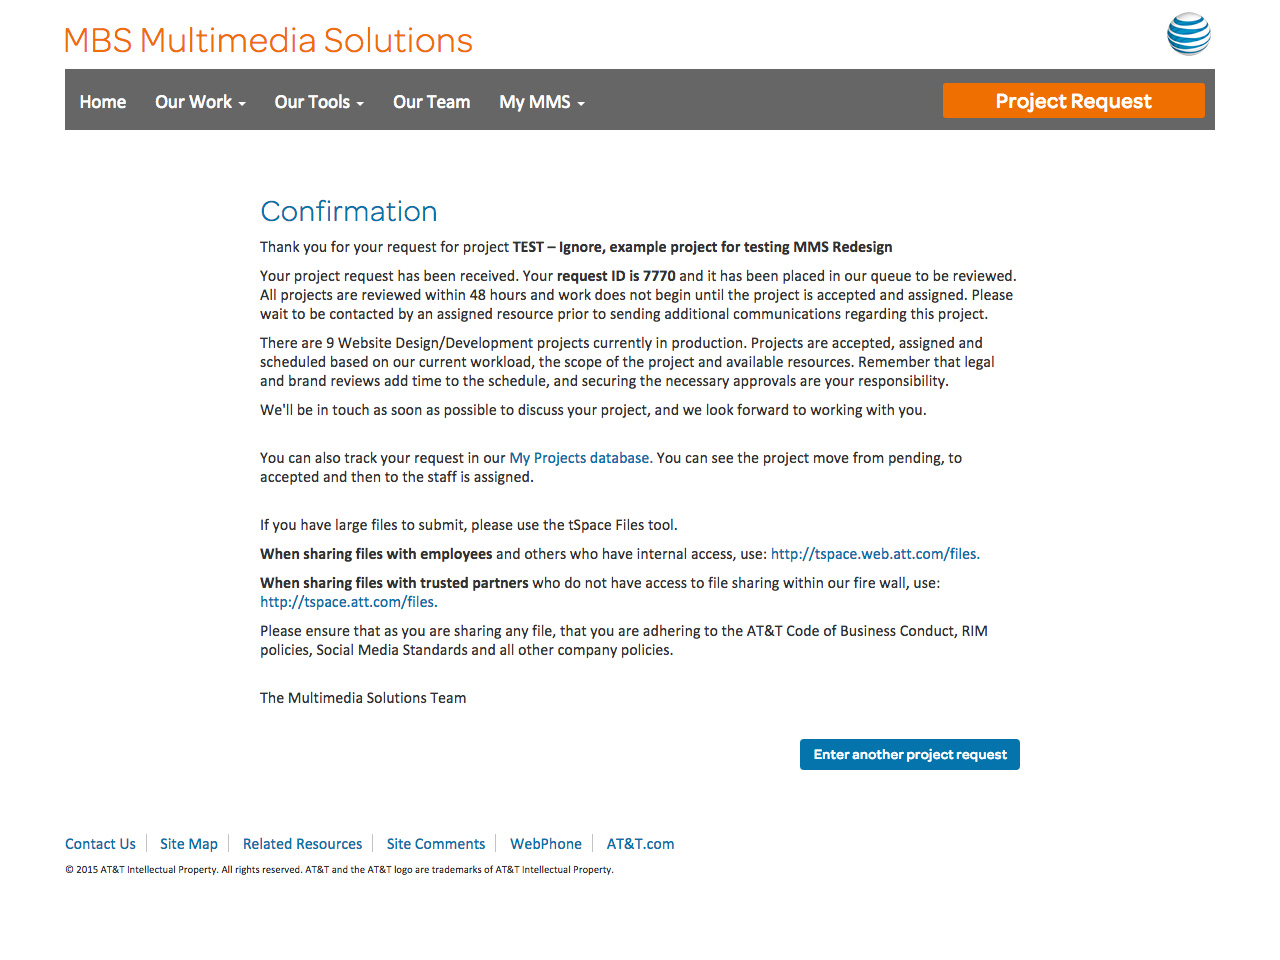 MBS Multimedia Solutions
Home Our Work Our Tools Our Team My MMS Project Request
Confirmation
Thank you for your request for project TEST – Ignore, example project for testing MMS Redesign
Your project request has been received. Your request ID is 7770 and it has been placed in our queue to be reviewed.
All projects are reviewed within 48 hours and work does not begin until the project is accepted and assigned. Please
wait to be contacted by an assigned resource prior to sending additional communications regarding this project.
There are 9 Website Design/Development projects currently in production. Projects are accepted, assigned and
scheduled based on our current workload, the scope of the project and available resources. Remember that legal
and brand reviews add time to the schedule, and securing the necessary approvals are your responsibility.
We'll be in touch as soon as possible to discuss your project, and we look forward to working with you.
You can also track your request in our My Projects database. You can see the project move from pending, to
accepted and then to the staff is assigned.
If you have large files to submit, please use the tSpace Files tool.
When sharing files with employees and others who have internal access, use: http://tspace.web.att.com/files.
When sharing files with trusted partners who do not have access to file sharing within our fire wall, use:
http://tspace.att.com/files.
Please ensure that as you are sharing any file, that you are adhering to the AT&T Code of Business Conduct, RIM
policies, Social Media Standards and all other company policies.
The Multimedia Solutions Team
Enter another project request
Contact Us Site Map Related Resources Site Comments WebPhone AT&T.com
© 2015 AT&T Intellectual Property. All rights reserved. AT&T and the AT&T logo are trademarks of AT&T Intellectual Property.